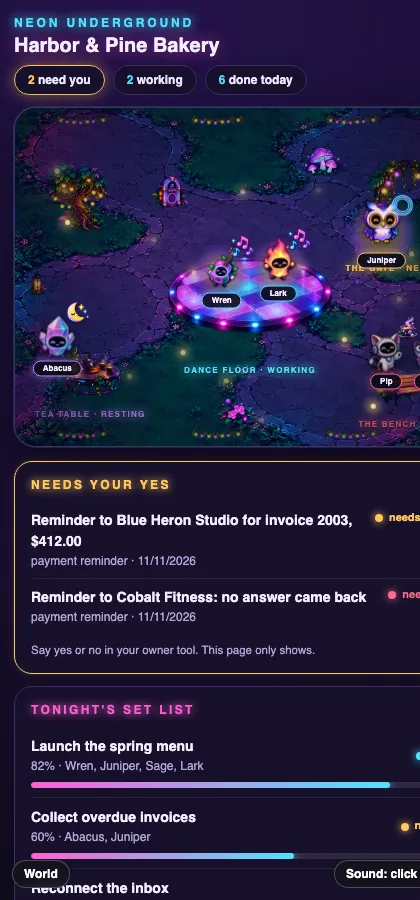 NEON UNDERGROUND
Harbor & Pine Bakery
2 need you
2 working
6 done today
Juniper
THE GATE · NE
Wren
Lark
Abacus
DANCE FLOOR · WORKING
Pip
TEA TABLE · RESTING
THE BENCH
NEEDS YOUR YES
Reminder to Blue Heron Studio for invoice 2003,
$412.00
needs
payment reminder · 11/11/2026
Reminder to Cobalt Fitness: no answer came back
nee
payment reminder · 11/11/2026
Say yes or no in your owner tool. This page only shows.
TONIGHT'S SET LIST
Launch the spring menu
82% · Wren, Juniper, Sage, Lark
Collect overdue invoices
n
60% · Abacus, Juniper
World
Sound: click
Reconnect the inbox